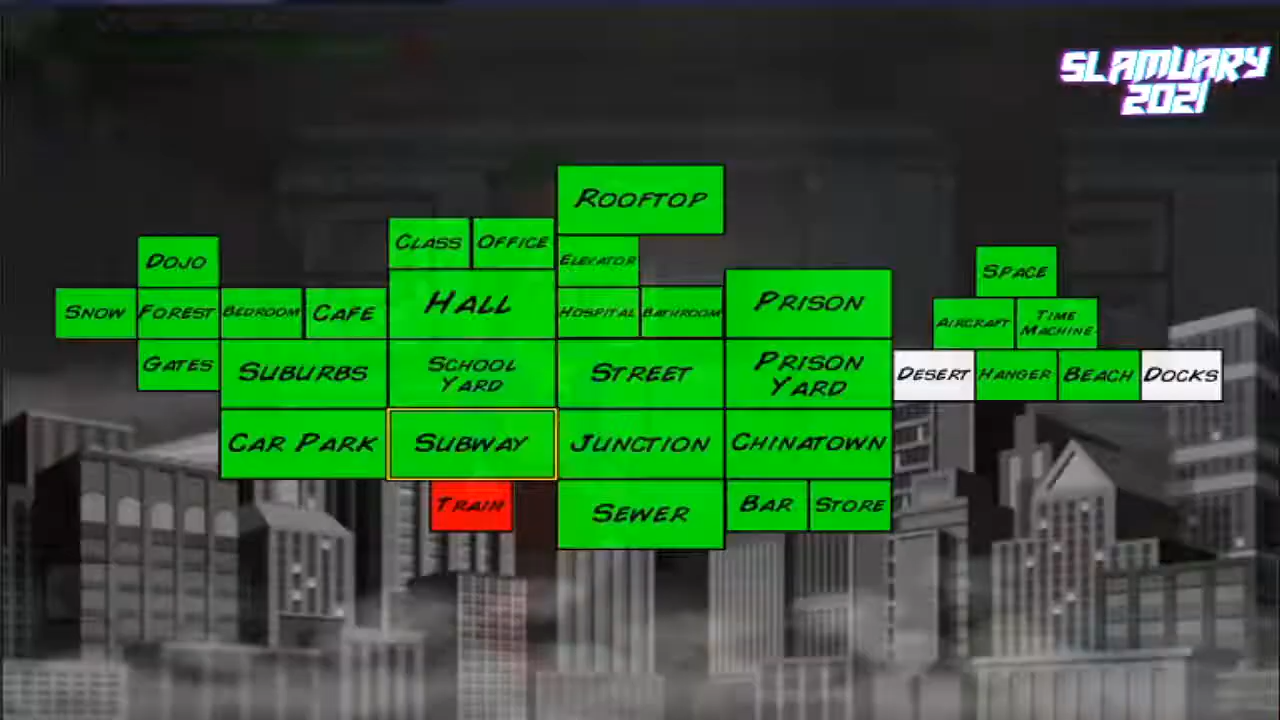 SLAMUARY
2021
ROOFTOP
CLASS
OFFICE
DOJO
ELEVATOR
SPACE
HALL
PRISON
SNOW
FOREST
BEDROOM
CAFE
HOSPITAL
BATHROOM
AIRCRAFT
TIME
MACHINE
GATES
SUBURBS
SCHOOL
YARD
STREET
PRISON
YARD
DESERT
HANGER
BEACH
DOCKS
CAR PARK
SUBWAY
JUNCTION
CHINATOWN
TRAIN
SEWER
BAR
STORE